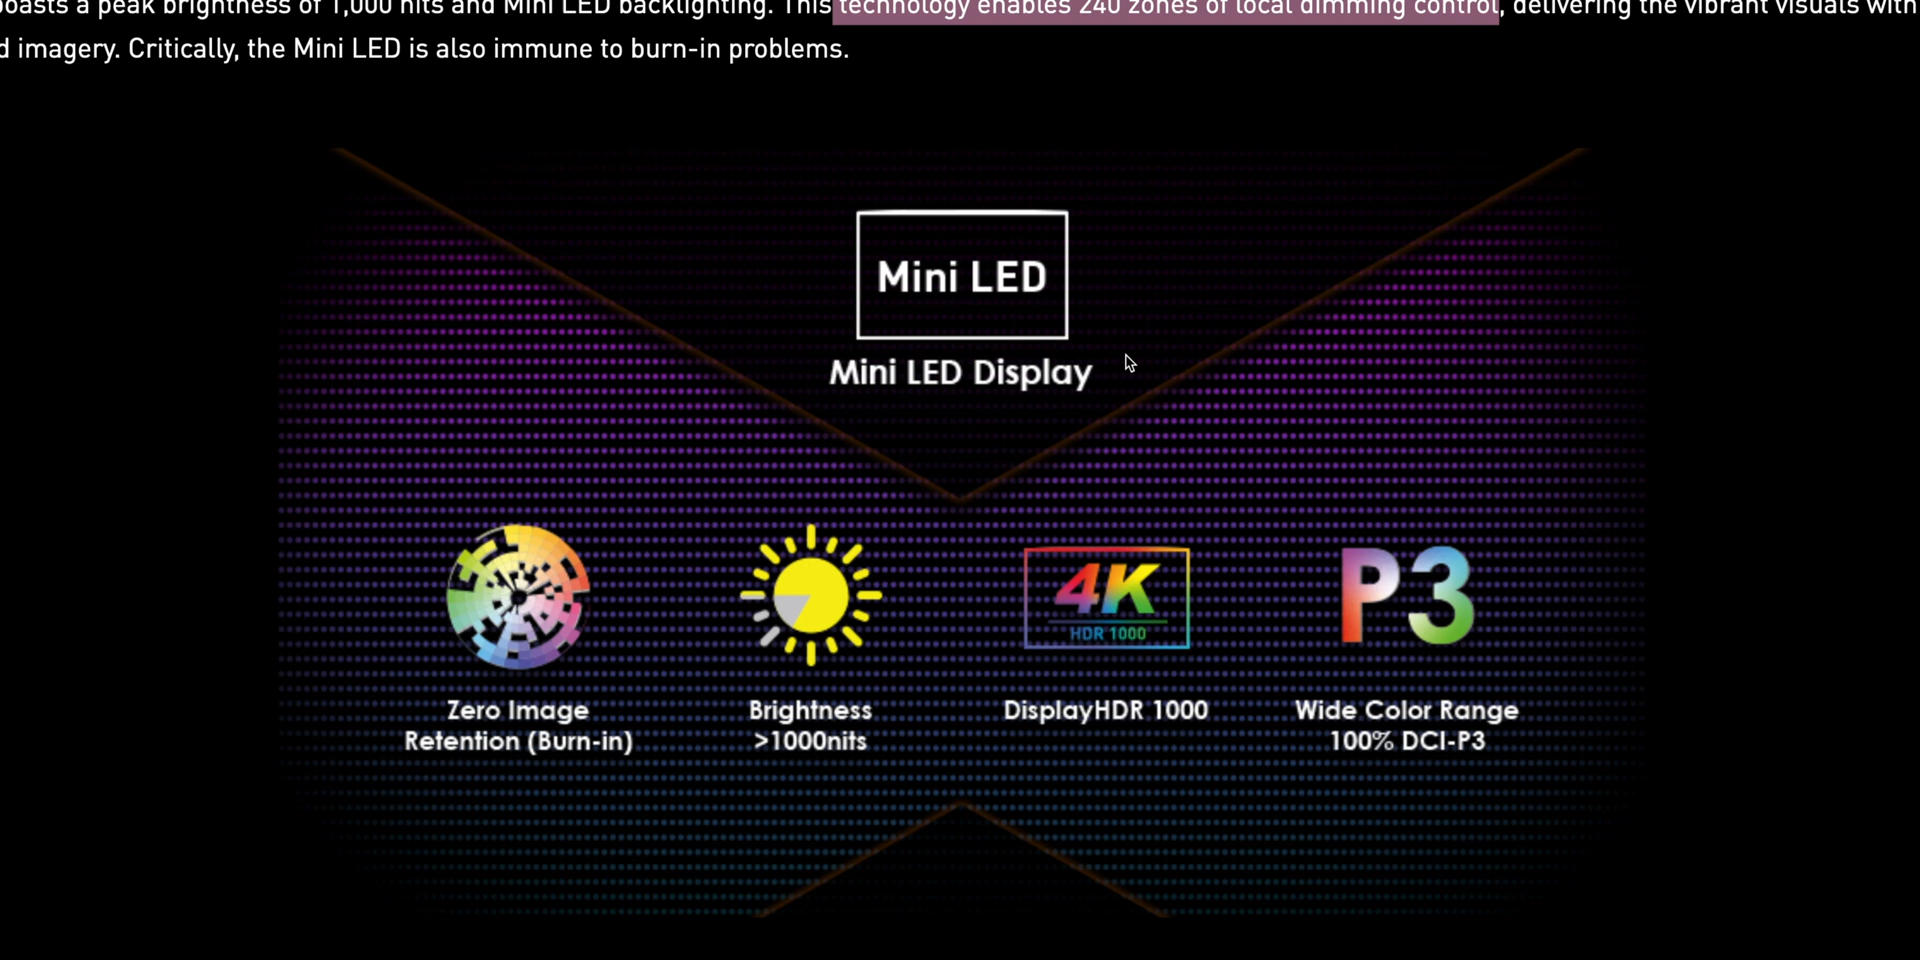 boasts a peak brightness of 1,000 nits and Mini LED backlighting. This technology enables 240 zones of local dimming control, delivering the vibrant visuals with
d imagery. Critically, the Mini LED is also immune to burn-in problems.
Mini LED
Mini LED Display
4K
HDR 1000
P3
Zero Image
Retention (Burn-in)
Brightness
>1000nits
DisplayHDR 1000
Wide Color Range
100% DCI-P3